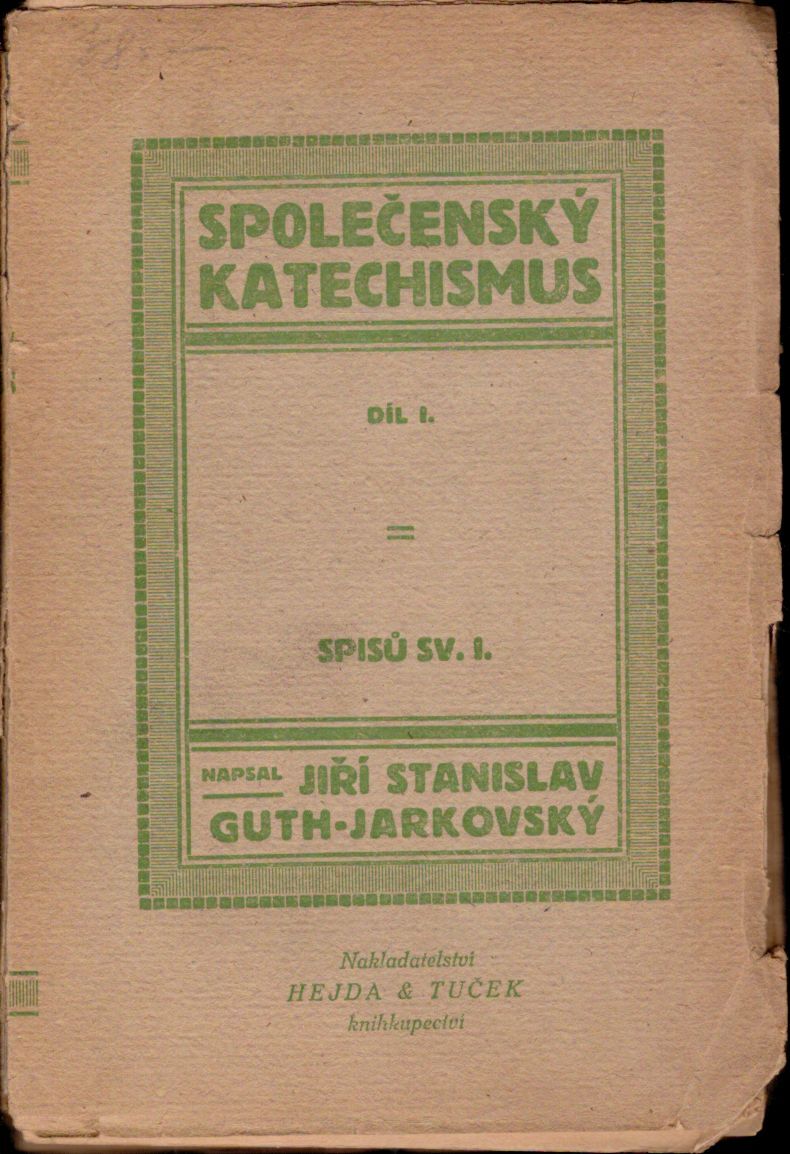 SPOLEČENSKÝ
KATECHISMUS
DÍL I.
SPISŮ SV. I.
NAPSAL JIŘÍ STANISLAV
GUTH-JARKOVSKÝ
Nakladatelství
HEJDA & TUČEK
knihkupectví